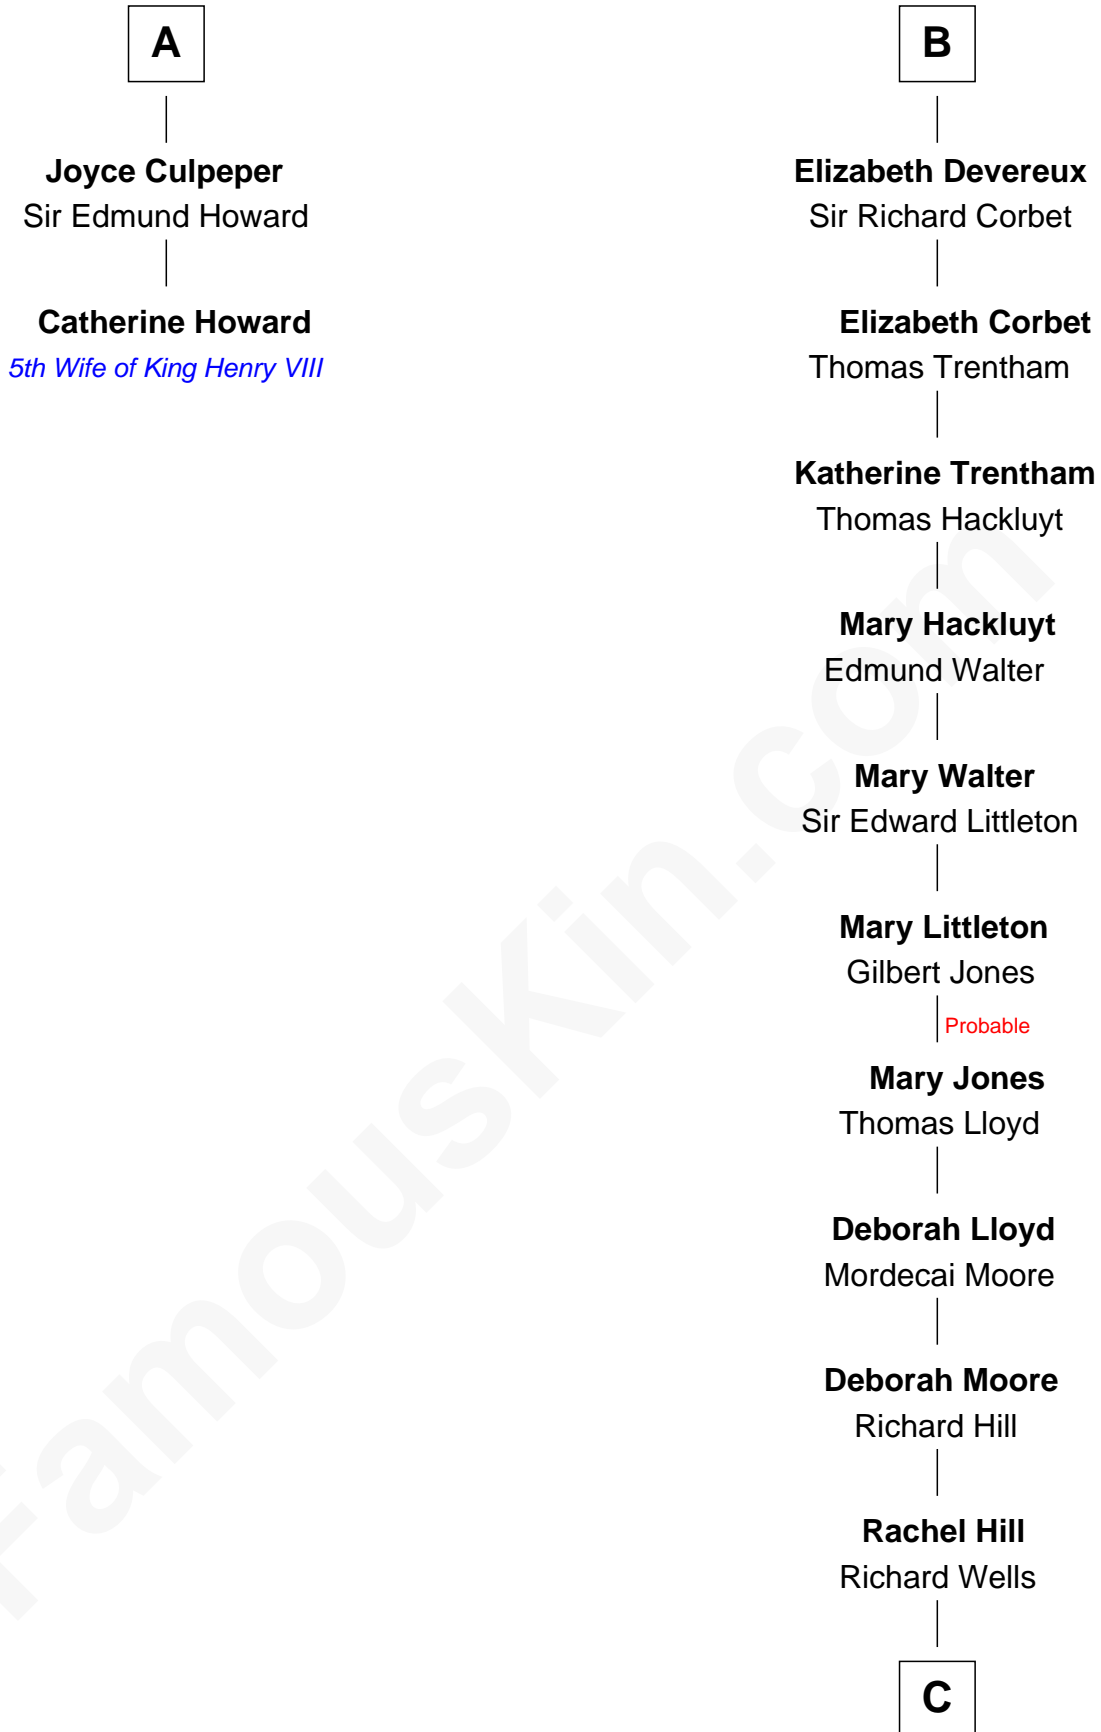 A
Joyce Culpeper
Sir Edmund Howard
Catherine Howard
5th Wife of King Henry VIII
B
Elizabeth Devereux
Sir Richard Corbet
Elizabeth Corbet
Thomas Trentham
Katherine Trentham
Thomas Hackluyt
Mary Hackluyt
Edmund Walter
Mary Walter
Sir Edward Littleton
Mary Littleton
Gilbert Jones
Probable
Mary Jones
Thomas Lloyd
Deborah Lloyd
Mordecai Moore
Deborah Moore
Richard Hill
Rachel Hill
Richard Wells
C
FamousKin.com